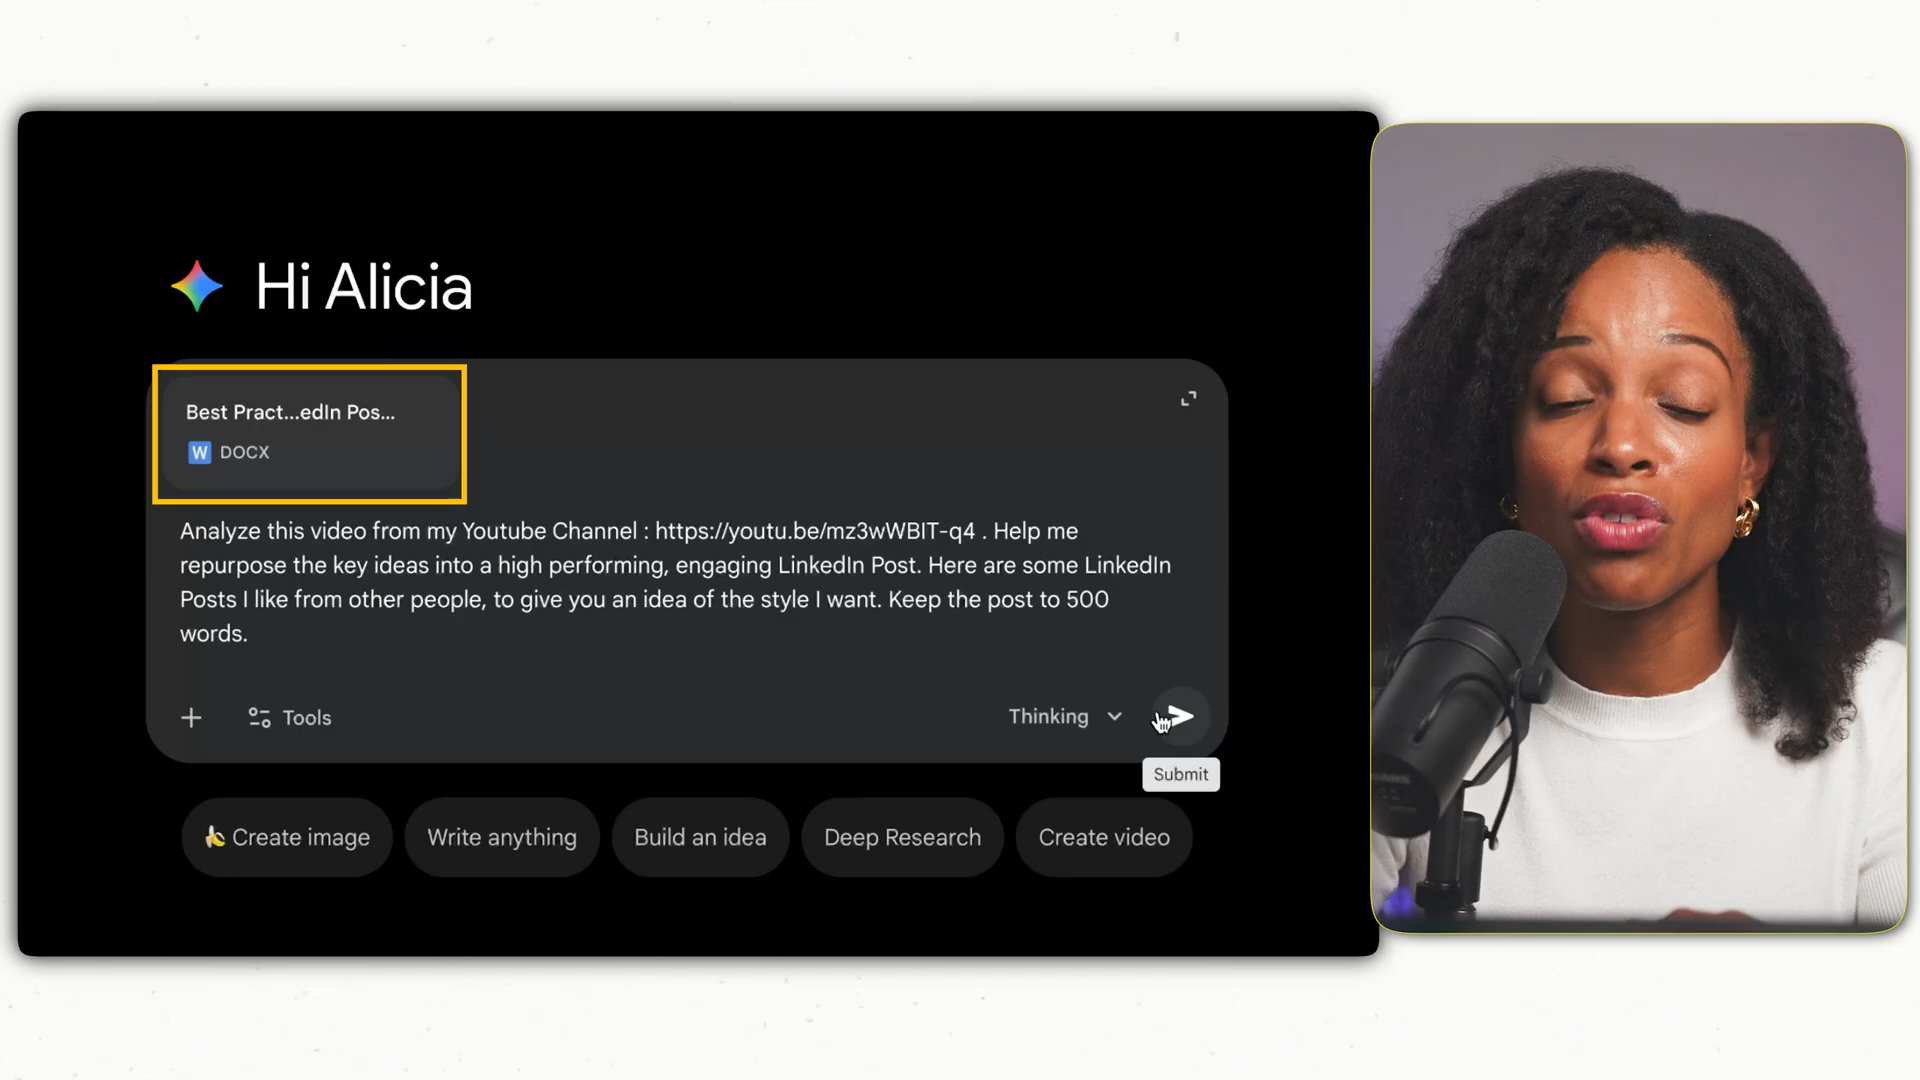 Hi Alicia
Best Pract...edIn Pos...
W DOCX
Analyze this video from my Youtube Channel : https://youtu.be/mz3wWBIT-q4 . Help me
repurpose the key ideas into a high performing, engaging LinkedIn Post. Here are some LinkedIn
Posts I like from other people, to give you an idea of the style I want. Keep the post to 500
words.
Tools
Thinking
Submit
Create image
Write anything
Build an idea
Deep Research
Create video